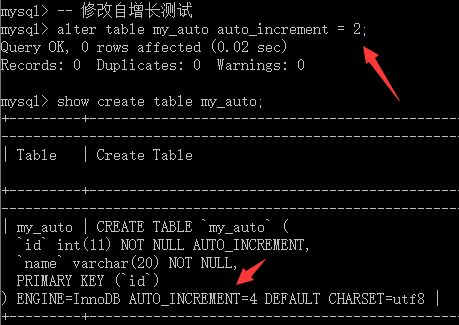 mysql> -- 修改自增长测试
mysql> alter table my_auto auto_increment = 2;
Query OK, 0 rows affected (0.02 sec)
Records: 0  Duplicates: 0  Warnings: 0
mysql> show create table my_auto;
+---------+----------------------------------------
| Table   | Create Table
+---------+----------------------------------------
| my_auto | CREATE TABLE `my_auto` (
  `id` int(11) NOT NULL AUTO_INCREMENT,
  `name` varchar(20) NOT NULL,
  PRIMARY KEY (`id`)
) ENGINE=InnoDB AUTO_INCREMENT=4 DEFAULT CHARSET=utf8 |
+---------+----------------------------------------